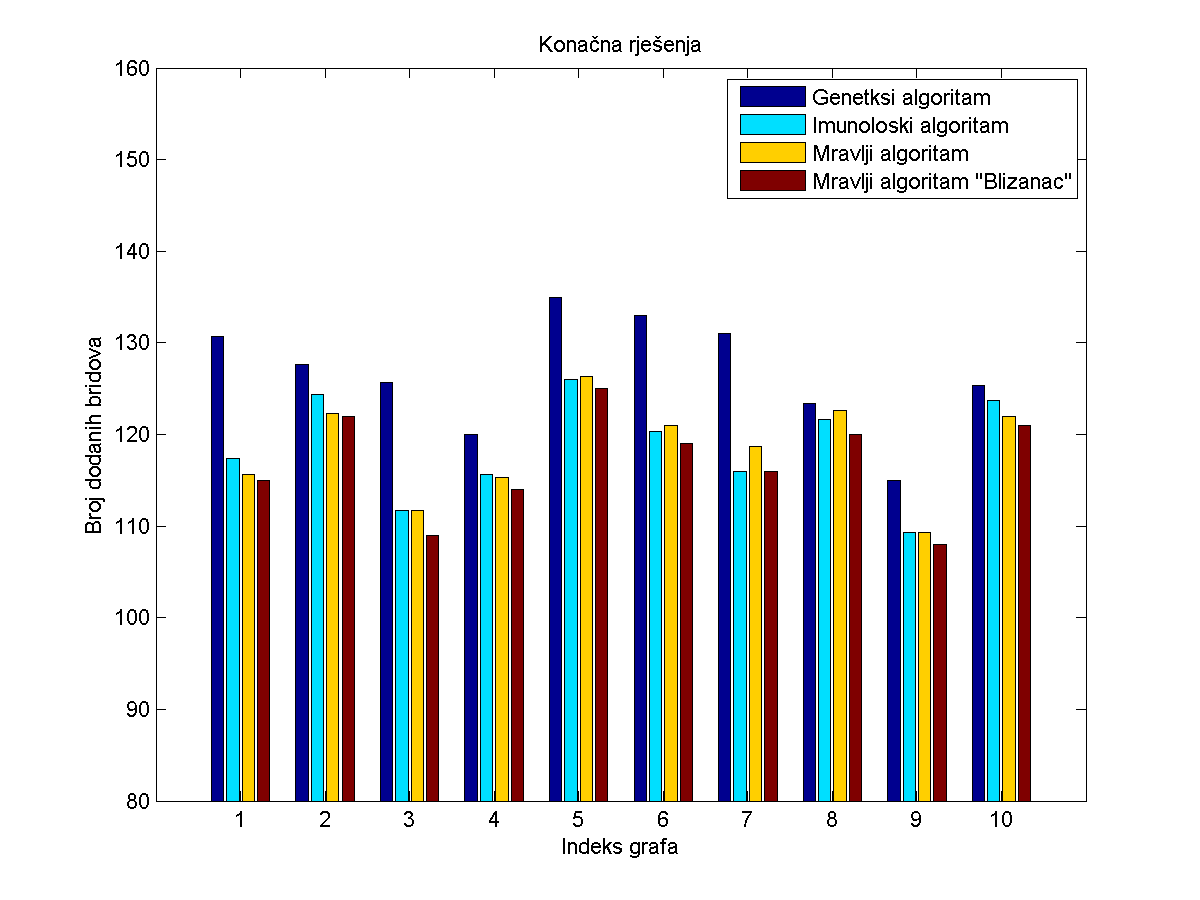 Konačna rješenja
160
150
140
130
120
110
100
90
80
Broj dodanih bridova
Genetksi algoritam
Imunoloski algoritam
Mravlji algoritam
Mravlji algoritam "Blizanac"
1 2 3 4 5 6 7 8 9 10
Indeks grafa